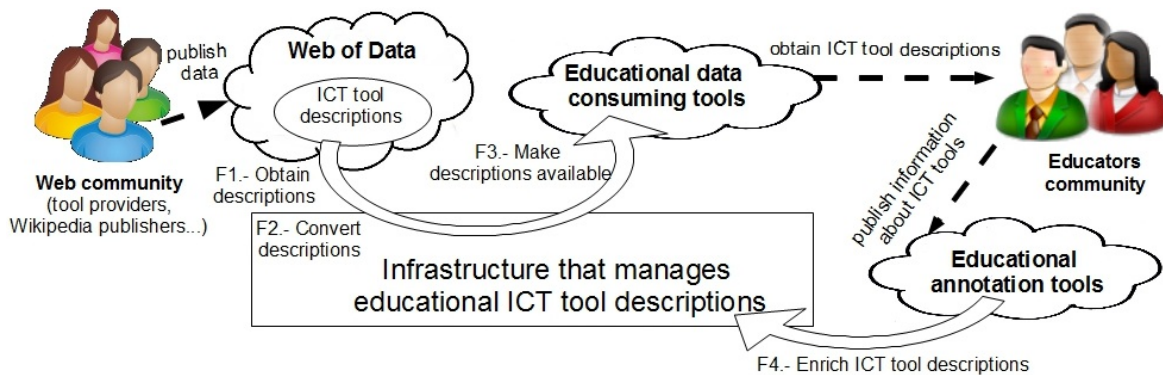 publish
data
Web of Data
ICT tool
descriptions
Web community
(tool providers,
Wikipedia publishers...)
F1.- Obtain
descriptions
Educational data
consuming tools
F3.- Make
descriptions available
obtain ICT tool descriptions
Educators
community
publish information
about ICT tools
F2.- Convert
descriptions
Infrastructure that manages
educational ICT tool descriptions
Educational
annotation tools
F4.- Enrich ICT tool descriptions